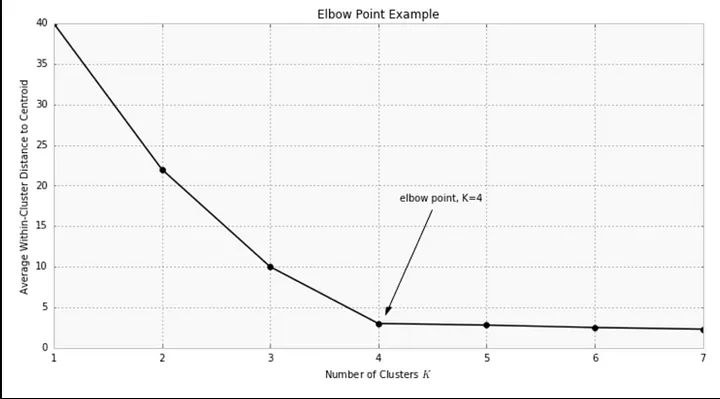 Elbow Point Example
40
35
30
25
20
15
10
5
0
Average Within-Cluster Distance to Centroid
elbow point, K=4
1 2 3 4 5 6 7
Number of Clusters K